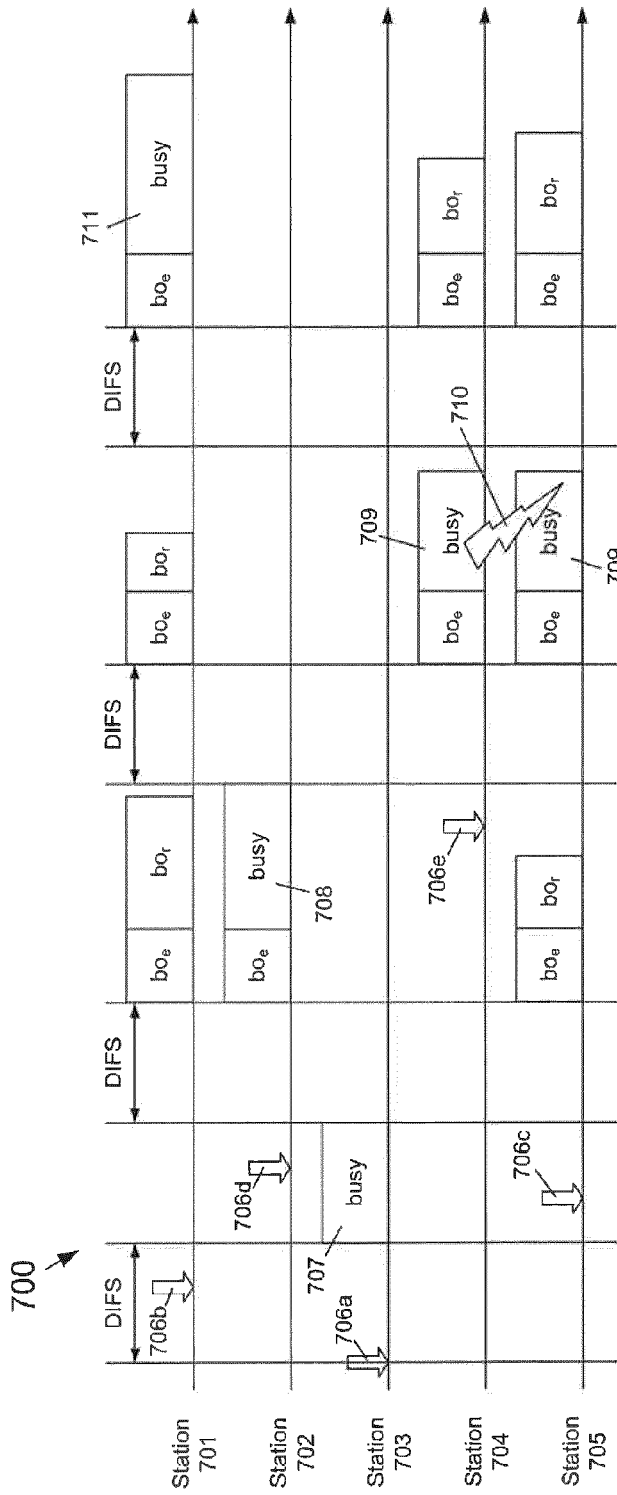 700
DIFS
DIFS
DIFS
DIFS
Station
701
706b
boₑ
boᵣ
boₑ
boᵣ
boₑ
busy
711
Station
702
706d
boₑ
busy
708
Station
703
706a
707
busy
Station
704
706e
boₑ
busy
709
710
boₑ
boᵣ
Station
705
706c
boₑ
boᵣ
boₑ
busy
709
boₑ
boᵣ